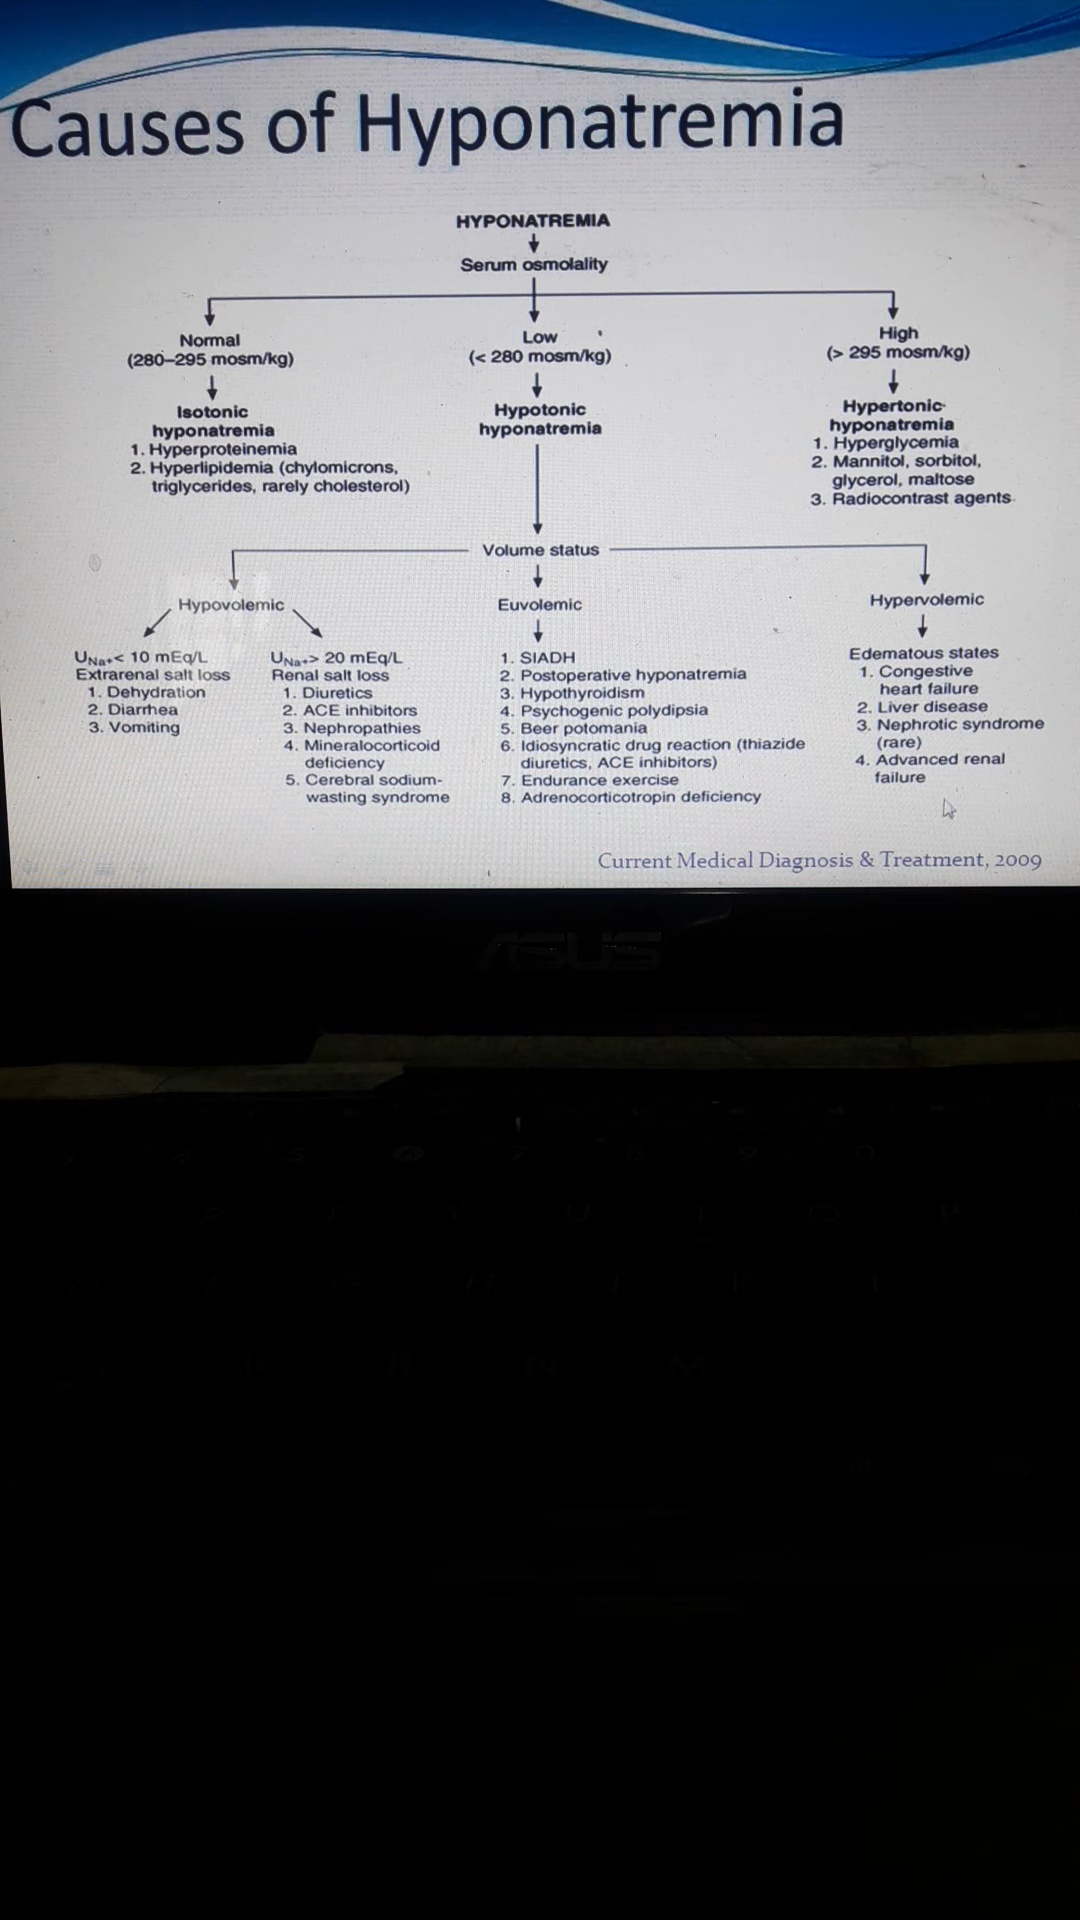 Causes of Hyponatremia
HYPONATREMIA
Serum osmolality
Normal
(280–295 mosm/kg)
Low
(< 280 mosm/kg)
High
(> 295 mosm/kg)
Isotonic
hyponatremia
1. Hyperproteinemia
2. Hyperlipidemia (chylomicrons,
triglycerides, rarely cholesterol)
Hypotonic
hyponatremia
Hypertonic
hyponatremia
1. Hyperglycemia
2. Mannitol, sorbitol,
glycerol, maltose
3. Radiocontrast agents
Volume status
Hypovolemic
Euvolemic
Hypervolemic
UNa+< 10 mEq/L
Extrarenal salt loss
1. Dehydration
2. Diarrhea
3. Vomiting
UNa+> 20 mEq/L
Renal salt loss
1. Diuretics
2. ACE inhibitors
3. Nephropathies
4. Mineralocorticoid
deficiency
5. Cerebral sodium-
wasting syndrome
1. SIADH
2. Postoperative hyponatremia
3. Hypothyroidism
4. Psychogenic polydipsia
5. Beer potomania
6. Idiosyncratic drug reaction (thiazide
diuretics, ACE inhibitors)
7. Endurance exercise
8. Adrenocorticotropin deficiency
Edematous states
1. Congestive
heart failure
2. Liver disease
3. Nephrotic syndrome
(rare)
4. Advanced renal
failure
Current Medical Diagnosis & Treatment, 2009
ASUS